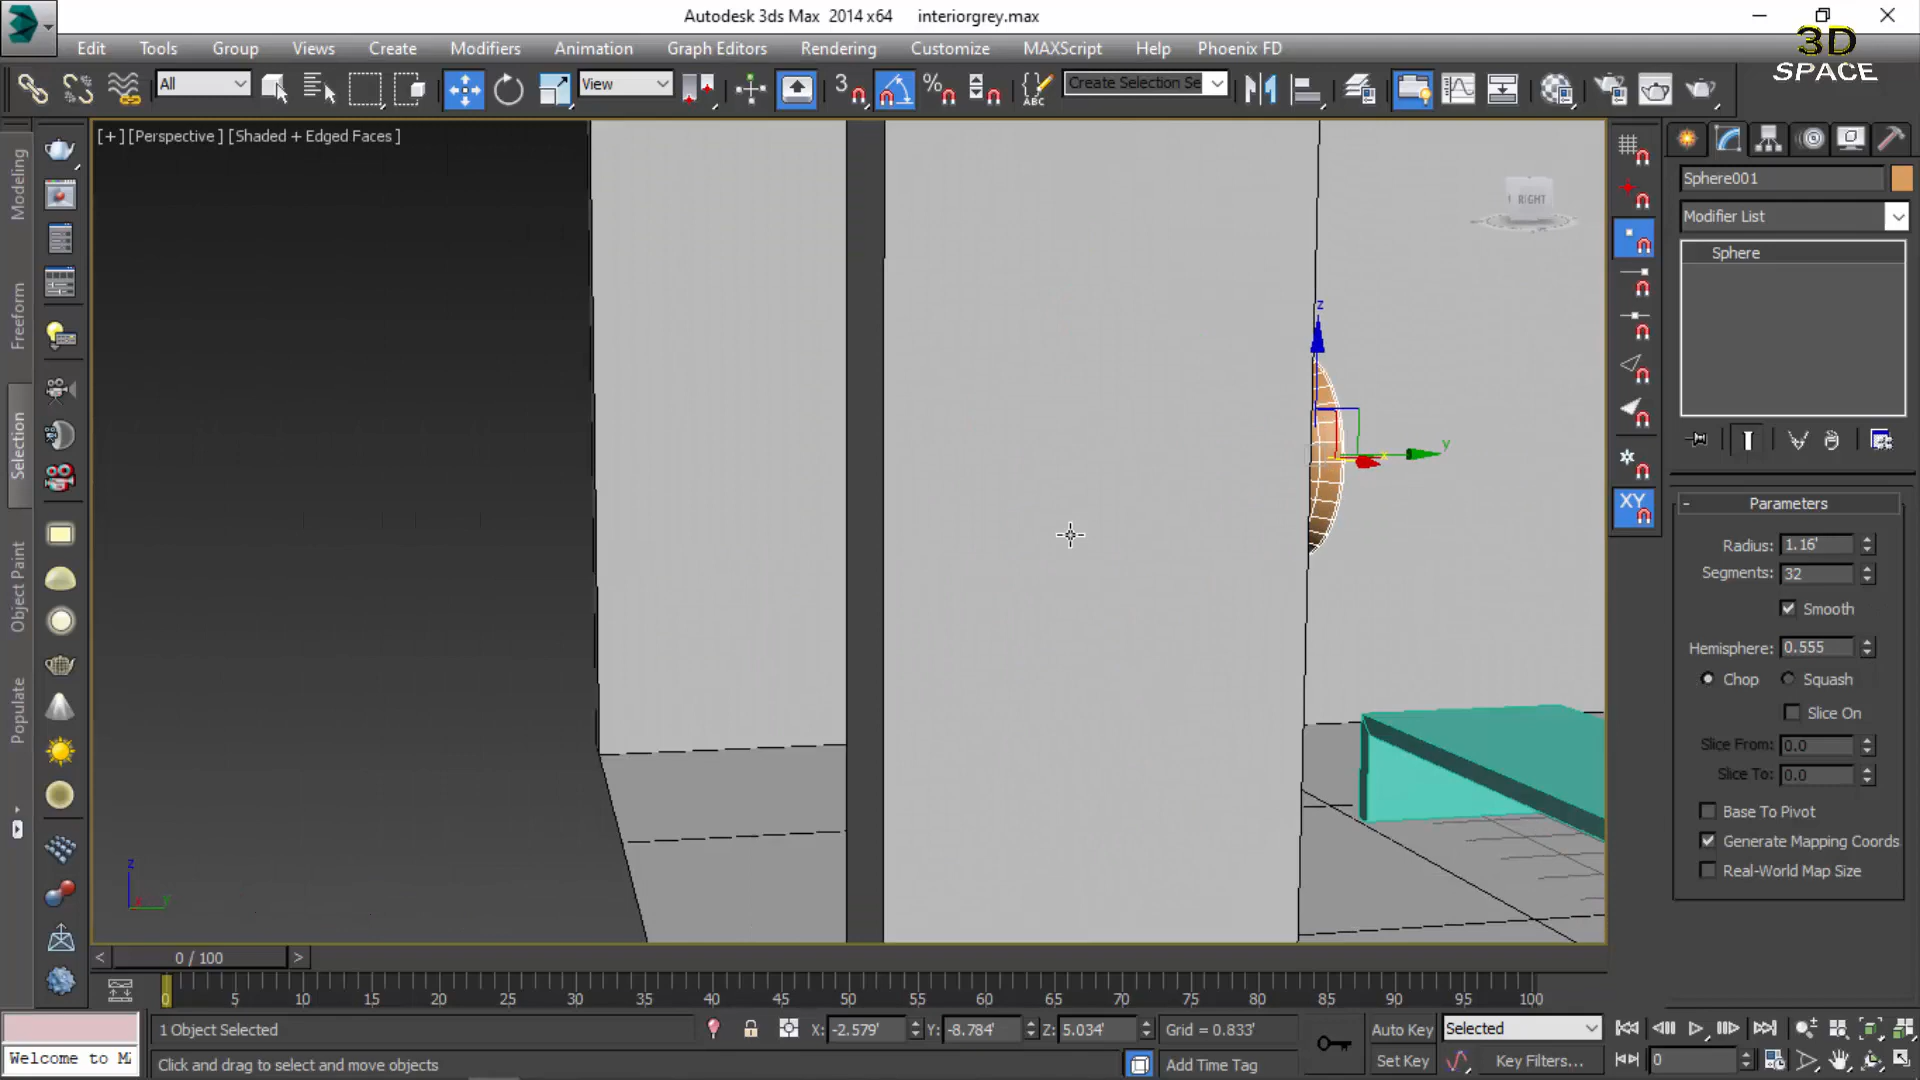 Autodesk 3ds Max 2014 x64 interiorgrey.max
3D SPACE
Edit Tools Group Views Create Modifiers Animation Graph Editors Rendering Customize MAXScript Help Phoenix FD
All View 3 % ABC Create Selection Se
[+] [Perspective] [Shaded + Edged Faces]
Modeling
Freeform
Selection
Object Paint
Populate
RIGHT
z
y
x
z
y
XY
Sphere001
Modifier List
Sphere
- Parameters
Radius: 1.16'
Segments: 32
Smooth
Hemisphere: 0.555
Chop Squash
Slice On
Slice From: 0.0
Slice To: 0.0
Base To Pivot
Generate Mapping Coords
Real-World Map Size
< 0 / 100 >
0 5 10 15 20 25 30 35 40 45 50 55 60 65 70 75 80 85 90 95 100
1 Object Selected X: -2.579' Y: -8.784' Z: 5.034' Grid = 0.833' Auto Key Selected
Welcome to M Click and drag to select and move objects Add Time Tag Set Key Key Filters... 0